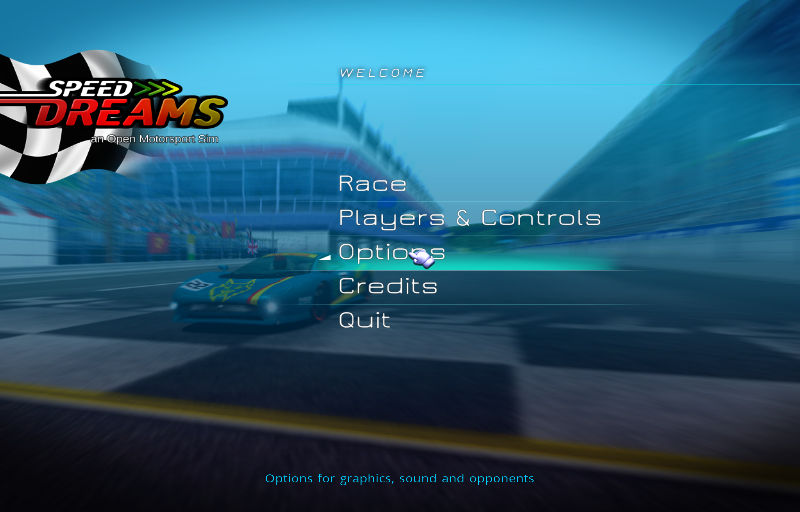 WELCOME
SPEED
DREAMS
an Open Motorsport Sim
Race
Players & Controls
Options
Credits
Quit
Options for graphics, sound and opponents